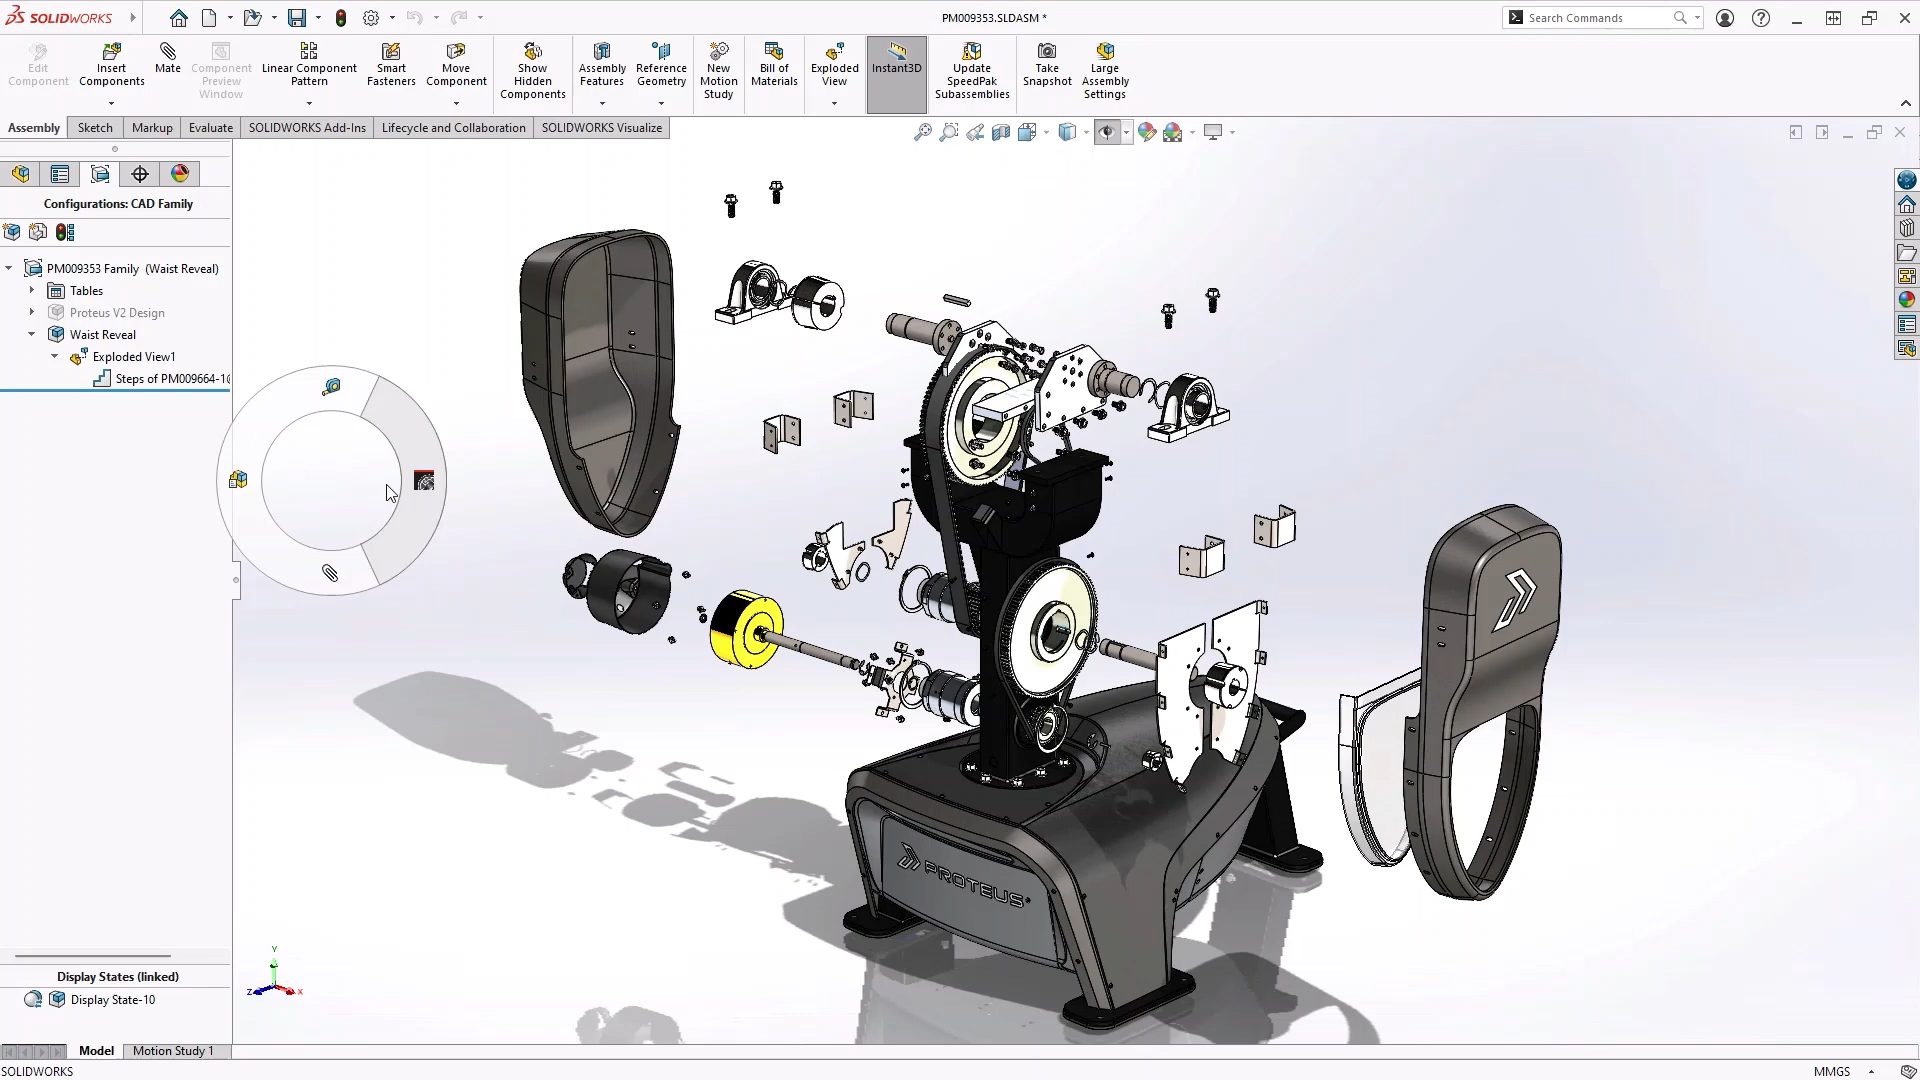 SOLIDWORKS
PM009353.SLDASM *
Search Commands
Edit Component
Insert Components
Mate
Component Preview Window
Linear Component Pattern
Smart Fasteners
Move Component
Show Hidden Components
Assembly Features
Reference Geometry
New Motion Study
Bill of Materials
Exploded View
Instant3D
Update SpeedPak Subassemblies
Take Snapshot
Large Assembly Settings
Assembly
Sketch
Markup
Evaluate
SOLIDWORKS Add-Ins
Lifecycle and Collaboration
SOLIDWORKS Visualize
Configurations: CAD Family
PM009353 Family (Waist Reveal)
Tables
Proteus V2 Design
Waist Reveal
Exploded View1
Steps of PM009664-1
PROTEUS
Y
Z
X
Display States (linked)
Display State-10
Model
Motion Study 1
SOLIDWORKS
MMGS